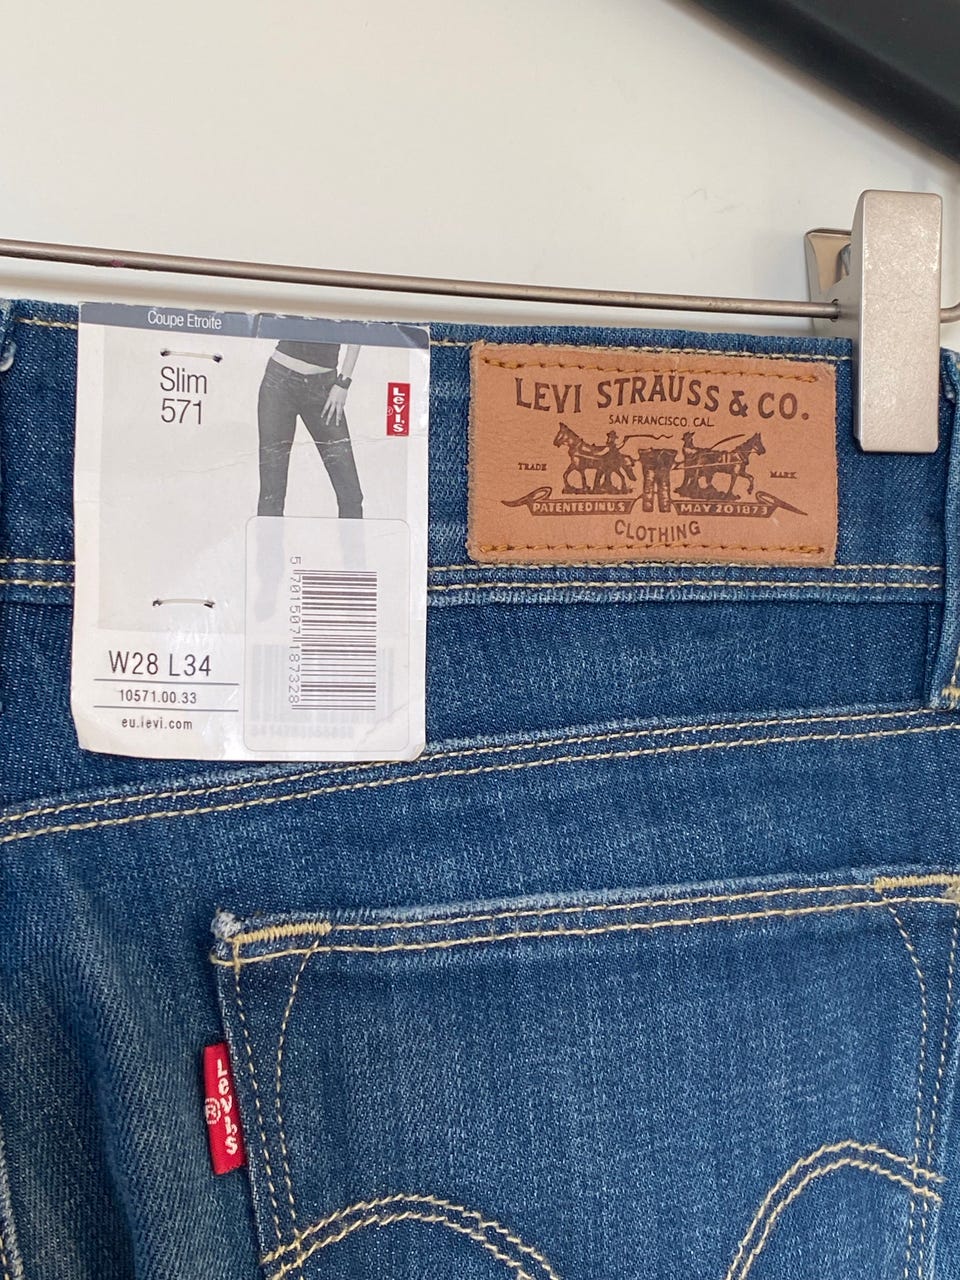 Coupe Etroite
Slim
571
Levi's
®
W28 L34
10571.00.33
eu.levi.com
5 701507 187328
LEVI STRAUSS & CO.
SAN FRANCISCO. CAL.
TRADE MARK
PATENTED IN U.S MAY 20 1873
CLOTHING
Levi's
®